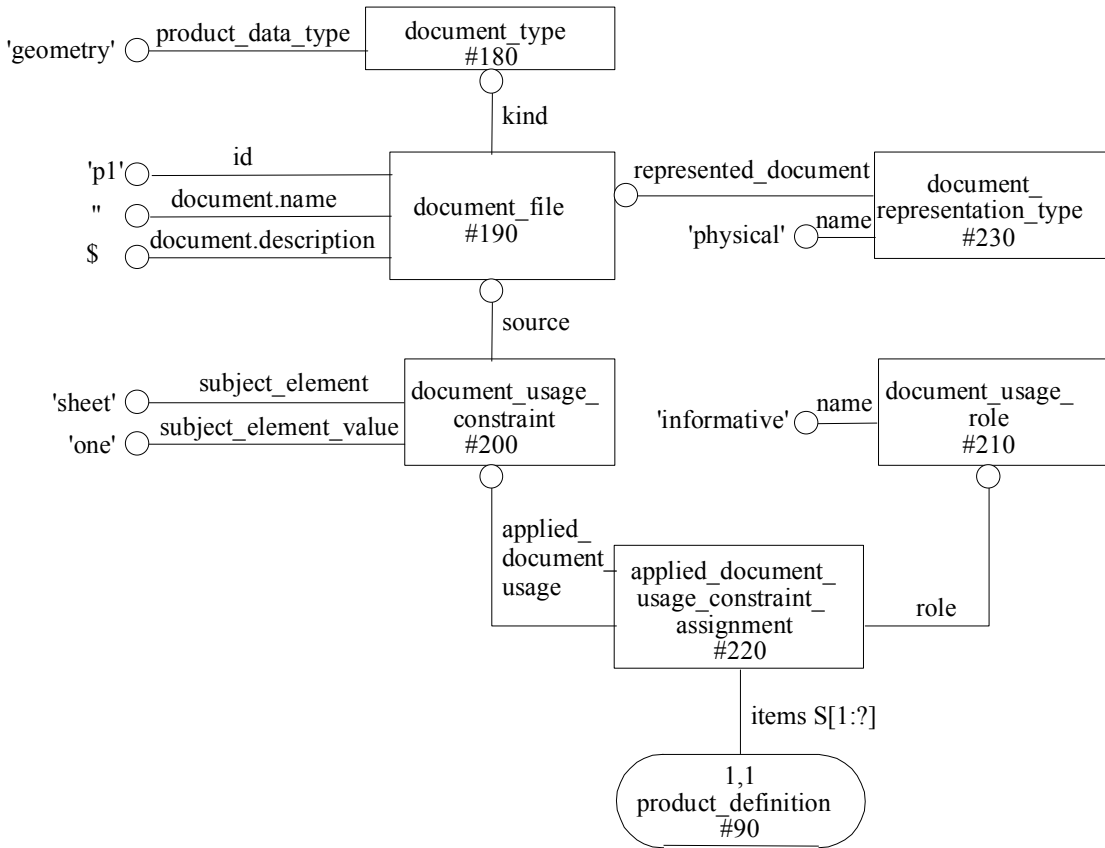 'geometry' product_data_type document_type
#180
kind
'p1' id
'' document.name
$ document.description
document_file
#190
represented_document
document_
representation_type
#230
'physical' name
source
'sheet' subject_element
'one' subject_element_value
document_usage_
constraint
#200
'informative' name
document_usage_
role
#210
applied_
document_
usage
applied_document_
usage_constraint_
assignment
#220
role
items S[1:?]
1,1
product_definition
#90